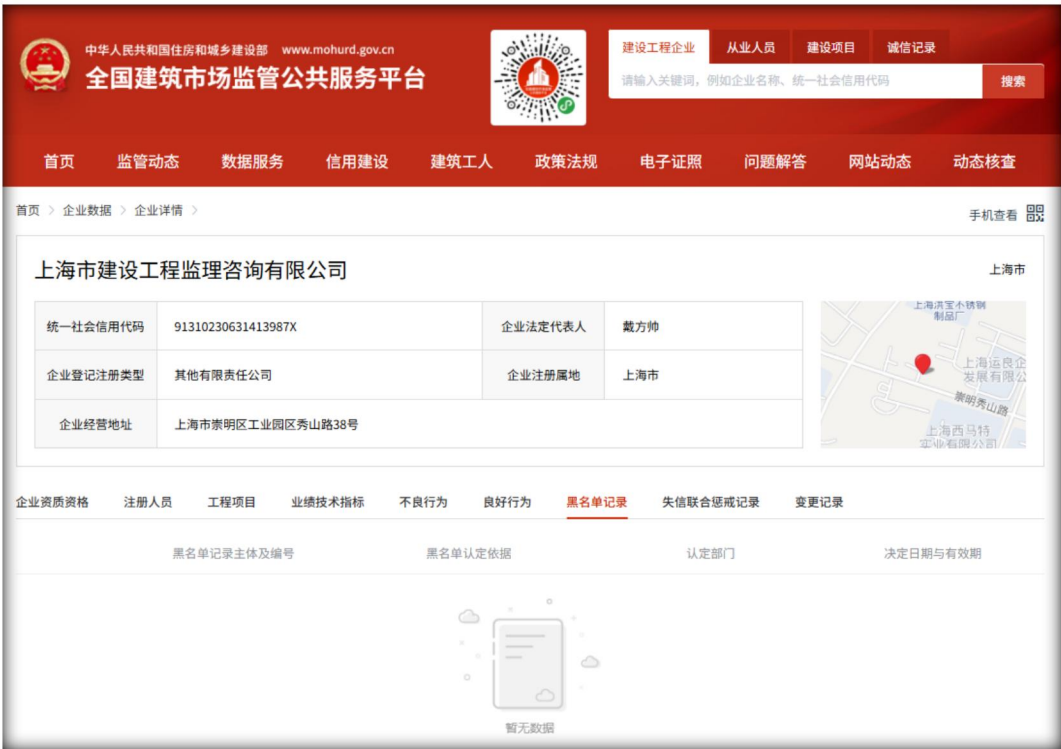 中华人民共和国住房和城乡建设部 www.mohurd.gov.cn
全国建筑市场监管公共服务平台
建设工程企业 从业人员 建设项目 诚信记录
请输入关键词，例如企业名称、统一社会信用代码 搜索
首页 监管动态 数据服务 信用建设 建筑工人 政策法规 电子证照 问题解答 网站动态 动态核查
首页 > 企业数据 > 企业详情 >
手机查看
上海市建设工程监理咨询有限公司
上海市
统一社会信用代码 91310230631413987X 企业法定代表人 戴方帅
企业登记注册类型 其他有限责任公司 企业注册属地 上海市
企业经营地址 上海市崇明区工业园区秀山路38号
上海洪宝不锈钢
制品厂
上海运良企
发展有限公
崇明秀山路
上海西马特
实业有限公司
企业资质资格 注册人员 工程项目 业绩技术指标 不良行为 良好行为 黑名单记录 失信联合惩戒记录 变更记录
黑名单记录主体及编号 黑名单认定依据 认定部门 决定日期与有效期
暂无数据